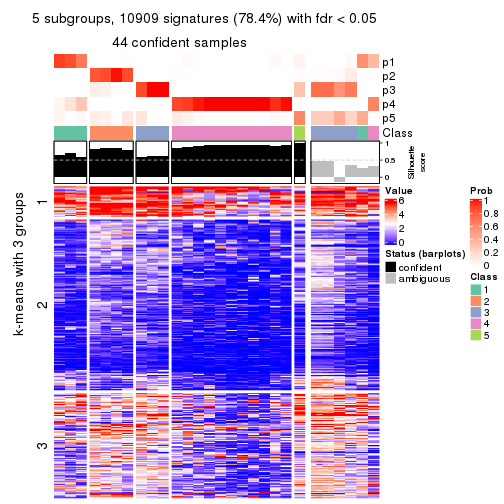 5 subgroups, 10909 signatures (78.4%) with fdr < 0.05
44 confident samples
p1
p2
p3
p4
p5
Class
1
0.5
0
Silhouette
score
k-means with 3 groups
1
2
3
Value
6
4
2
0
Status (barplots)
confident
ambiguous
Prob
1
0.8
0.6
0.4
0.2
0
Class
1
2
3
4
5